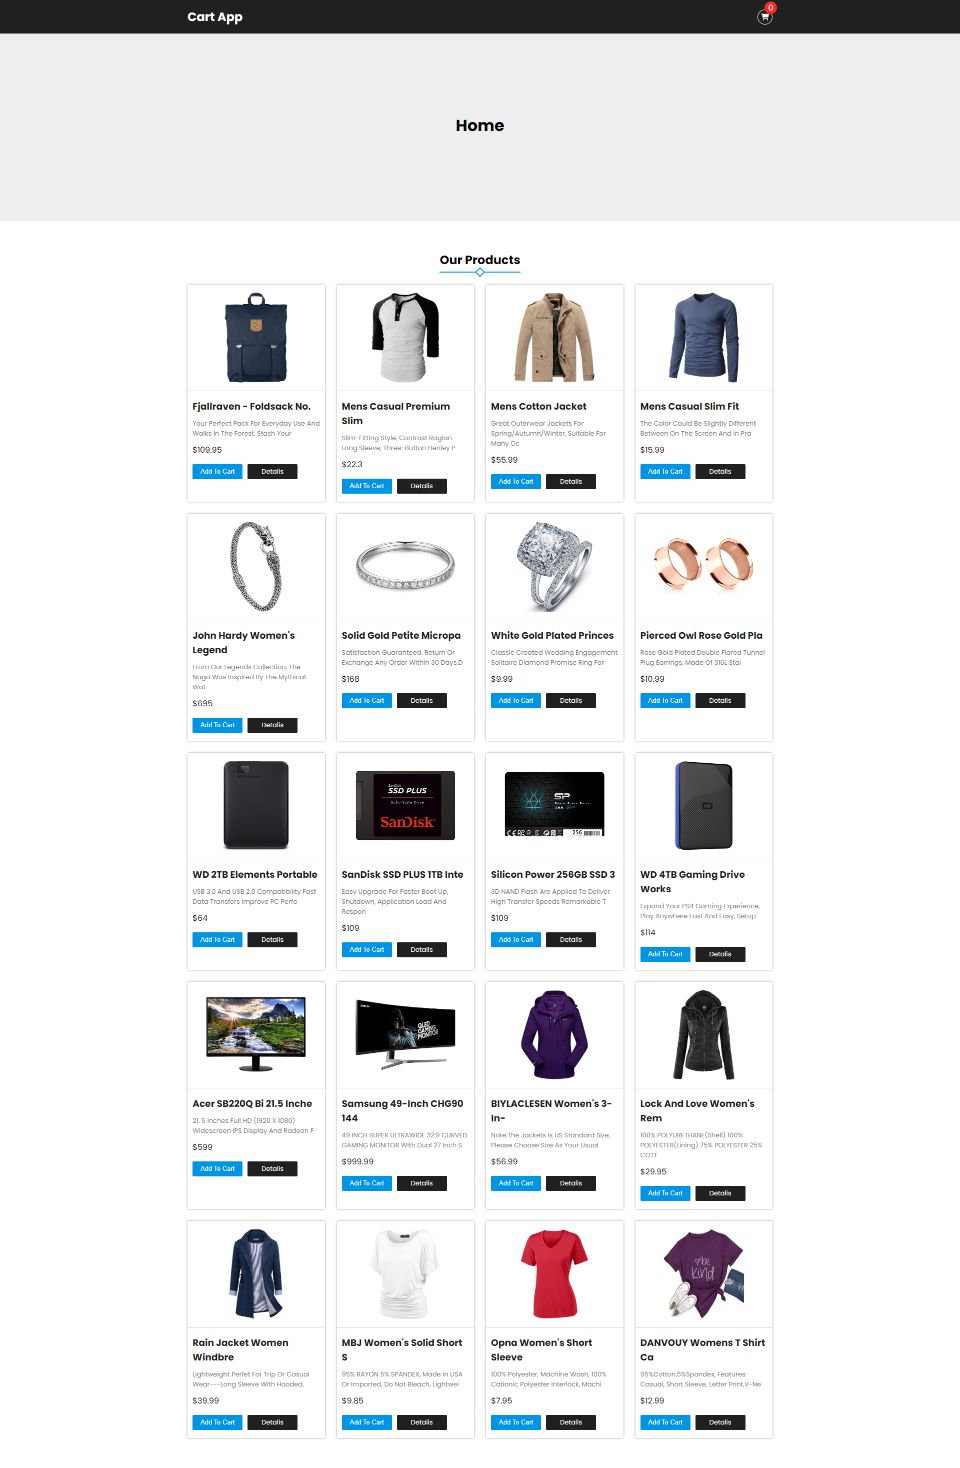 Cart App
0
Home
Our Products
Fjallraven - Foldsack No.
Your Perfect Pack For Everyday Use And
Walks In The Forest. Stash Your
$109.95
Add To Cart
Details
Mens Casual Premium
Slim
Slim-Fitting Style, Contrast Raglan
Long Sleeve, Three-Button Henley P
$22.3
Add To Cart
Details
Mens Cotton Jacket
Great Outerwear Jackets For
Spring/Autumn/Winter, Suitable For
Many Oc
$55.99
Add To Cart
Details
Mens Casual Slim Fit
The Color Could Be Slightly Different
Between On The Screen And In Pra
$15.99
Add To Cart
Details
John Hardy Women's
Legend
From Our Legends Collection, The
Naga Was Inspired By The Mythical
Wat
$695
Add To Cart
Details
Solid Gold Petite Micropa
Satisfaction Guaranteed. Return Or
Exchange Any Order Within 30 Days.D
$168
Add To Cart
Details
White Gold Plated Princes
Classic Created Wedding Engagement
Solitaire Diamond Promise Ring For
$9.99
Add To Cart
Details
Pierced Owl Rose Gold Pla
Rose Gold Plated Double Flared Tunnel
Plug Earrings. Made Of 316L Stai
$10.99
Add To Cart
Details
WD 2TB Elements Portable
USB 3.0 And USB 2.0 Compatibility Fast
Data Transfers Improve PC Perfo
$64
Add To Cart
Details
SSD PLUS
Solid State Drive
SanDisk
SanDisk SSD PLUS 1TB Inte
Easy Upgrade For Faster Boot Up,
Shutdown, Application Load And
Respon
$109
Add To Cart
Details
SP
256
Silicon Power 256GB SSD 3
3D NAND Flash Are Applied To Deliver
High Transfer Speeds Remarkable T
$109
Add To Cart
Details
WD
WD 4TB Gaming Drive
Works
Expand Your PS4 Gaming Experience,
Play Anywhere Fast And Easy, Setup
$114
Add To Cart
Details
Acer SB220Q Bi 21.5 Inche
21. 5 Inches Full HD (1920 X 1080)
Widescreen IPS Display And Radeon F
$599
Add To Cart
Details
QLED
GAMING
MONITOR
Samsung 49-Inch CHG90
144
49 INCH SUPER ULTRAWIDE 32:9 CURVED
GAMING MONITOR With Dual 27 Inch S
$999.99
Add To Cart
Details
BIYLACLESEN Women's 3-
In-
Note:The Jackets Is US Standard Size,
Please Choose Size As Your Usual
$56.99
Add To Cart
Details
Lock And Love Women's
Rem
100% POLYURETHANE(Shell) 100%
POLYESTER(Lining) 75% POLYESTER 25%
COTT
$29.95
Add To Cart
Details
Rain Jacket Women
Windbre
Lightweight Perfet For Trip Or Casual
Wear---Long Sleeve With Hooded,
$39.99
Add To Cart
Details
MBJ Women's Solid Short
S
95% RAYON 5% SPANDEX, Made In USA
Or Imported, Do Not Bleach, Lightwei
$9.85
Add To Cart
Details
Opna Women's Short
Sleeve
100% Polyester, Machine Wash, 100%
Cationic Polyester Interlock, Machi
$7.95
Add To Cart
Details
be
kind
DANVOUY Womens T Shirt
Ca
95%Cotton,5%Spandex, Features:
Casual, Short Sleeve, Letter Print,V-Ne
$12.99
Add To Cart
Details